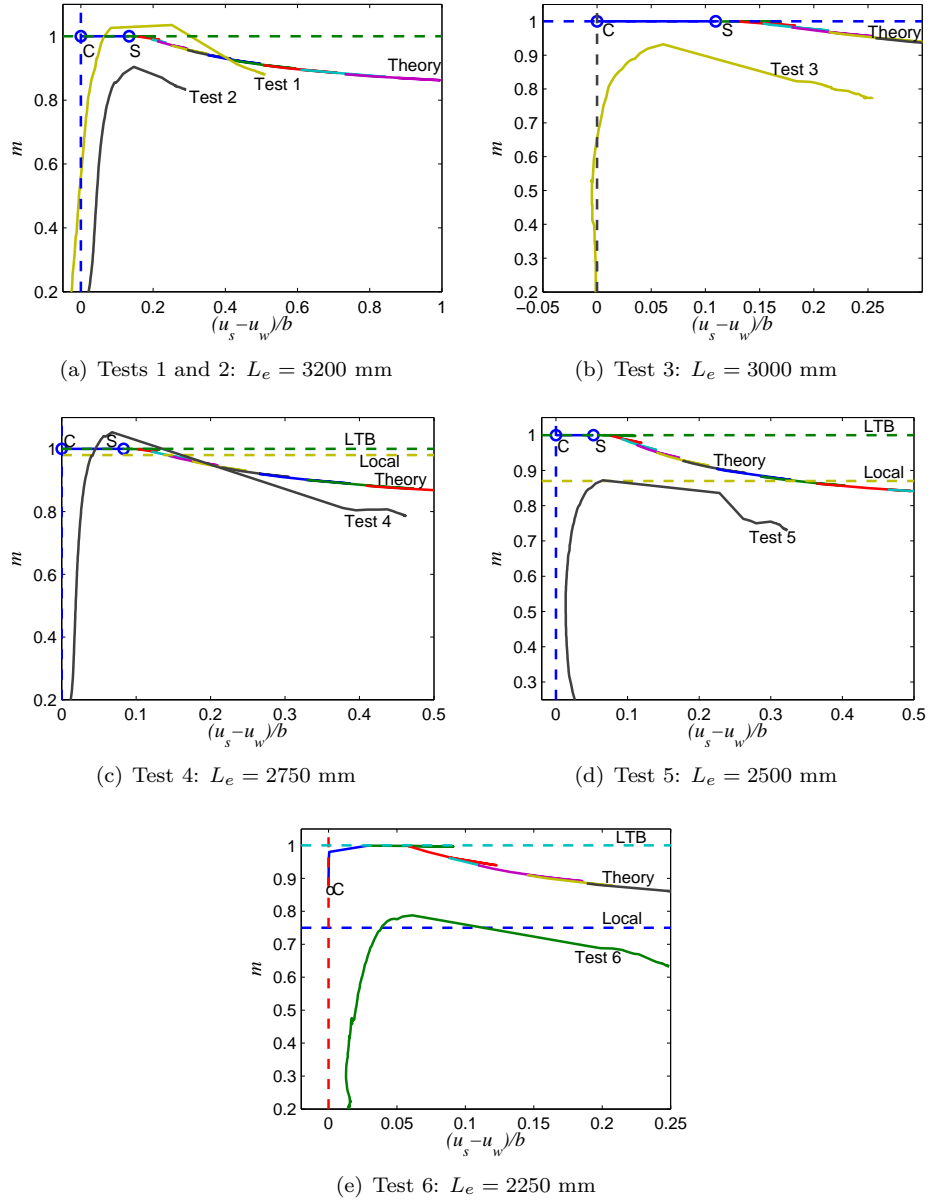 1
0.8
0.6
0.4
0.2
m
C
S
Theory
Test 1
Test 2
0 0.2 0.4 0.6 0.8 1
(u_s−u_w)/b
(a) Tests 1 and 2: L_e = 3200 mm
1
0.9
0.8
0.7
0.6
0.5
0.4
0.3
0.2
m
C
S
Theory
Test 3
−0.05 0 0.05 0.1 0.15 0.2 0.25
(u_s−u_w)/b
(b) Test 3: L_e = 3000 mm
1
0.8
0.6
0.4
0.2
m
C
S
LTB
Local
Theory
Test 4
0 0.1 0.2 0.3 0.4 0.5
(u_s−u_w)/b
(c) Test 4: L_e = 2750 mm
1
0.9
0.8
0.7
0.6
0.5
0.4
0.3
m
C
S
LTB
Theory
Local
Test 5
0 0.1 0.2 0.3 0.4 0.5
(u_s−u_w)/b
(d) Test 5: L_e = 2500 mm
1
0.9
0.8
0.7
0.6
0.5
0.4
0.3
0.2
m
LTB
C
Theory
Local
Test 6
0 0.05 0.1 0.15 0.2 0.25
(u_s−u_w)/b
(e) Test 6: L_e = 2250 mm